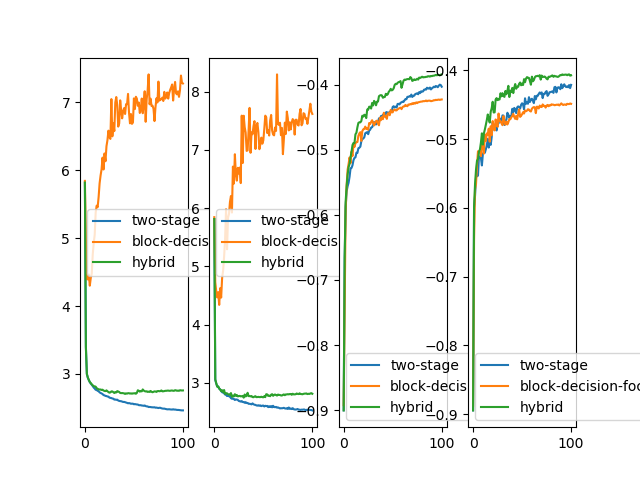 7
6
5
4
3
0
100
two-stage
block-decis
hybrid
8
7
6
5
4
3
0
100
two-stage
block-decis
hybrid
−0.4
−0.5
−0.6
−0.7
−0.8
−0.9
0
100
two-stage
block-decis
hybrid
−0.4
−0.5
−0.6
−0.7
−0.8
−0.9
0
100
two-stage
block-decision-foc
hybrid